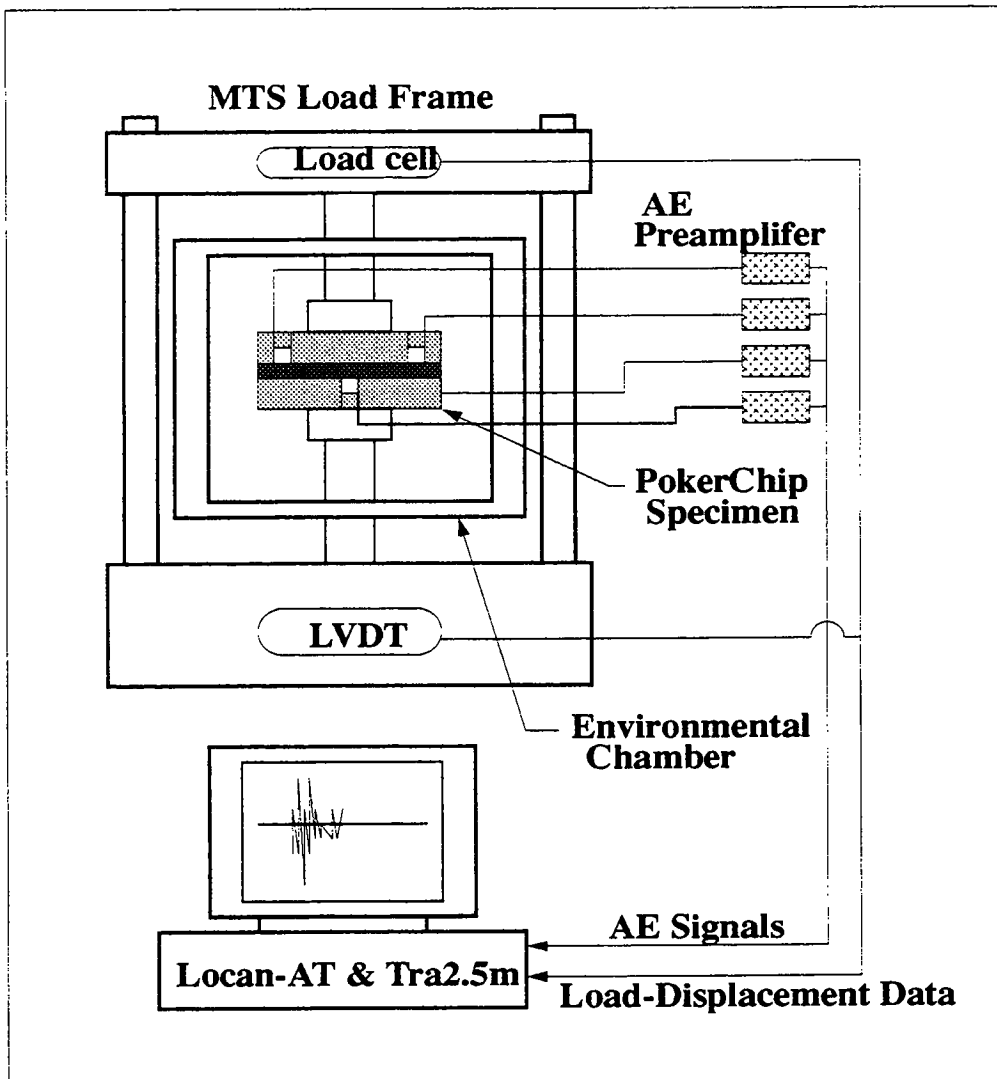 MTS Load Frame
Load cell
AE
Preamplifer
PokerChip
Specimen
LVDT
Environmental
Chamber
AE Signals
Locan-AT & Tra2.5m
Load-Displacement Data